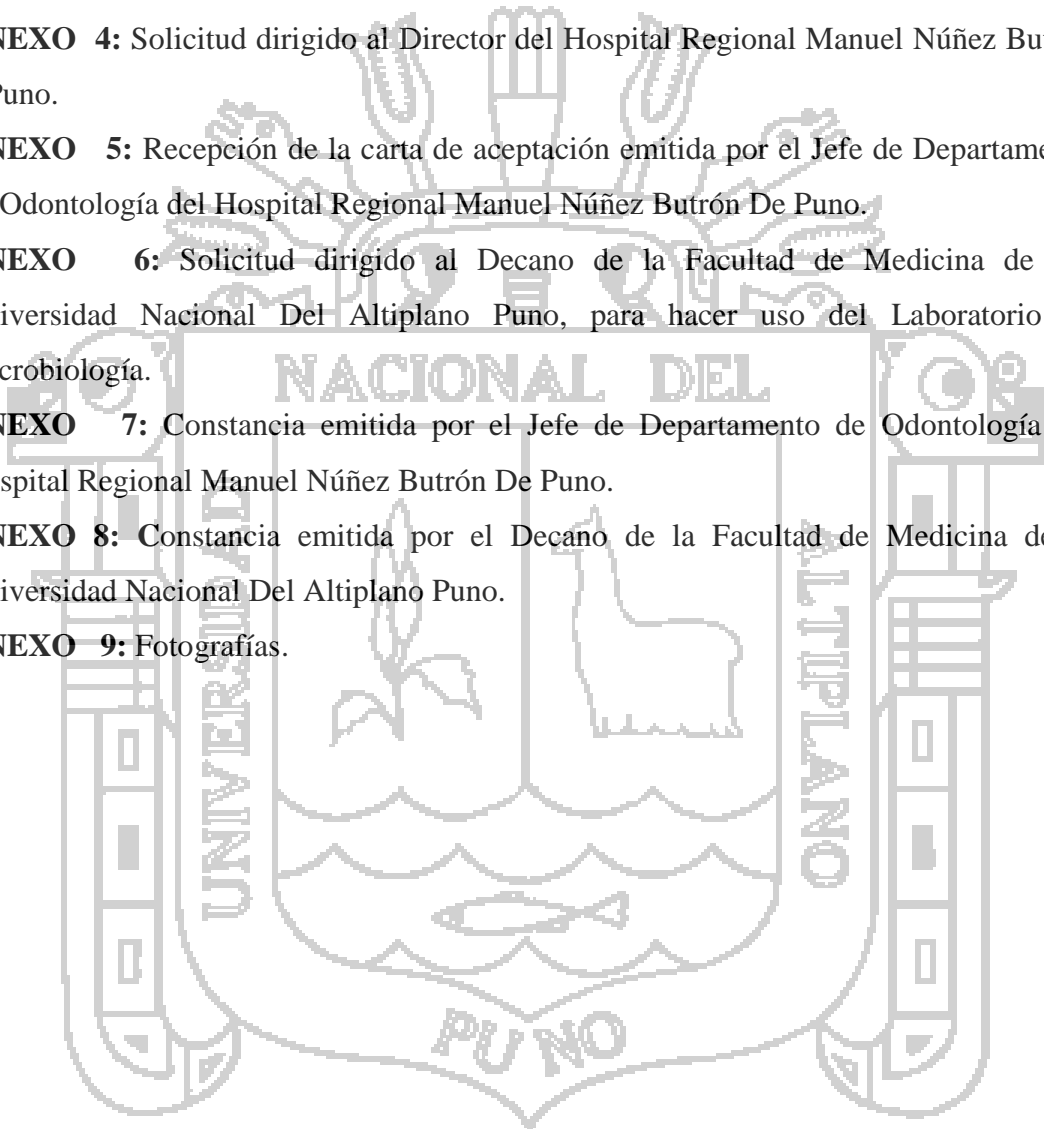 NEXO 4: Solicitud dirigido al Director del Hospital Regional Manuel Núñez But
Puno.
NEXO 5: Recepción de la carta de aceptación emitida por el Jefe de Departame
Odontología del Hospital Regional Manuel Núñez Butrón De Puno.
NEXO 6: Solicitud dirigido al Decano de la Facultad de Medicina de
iversidad Nacional Del Altiplano Puno, para hacer uso del Laboratorio
crobiología.
NEXO 7: Constancia emitida por el Jefe de Departamento de Odontología
spital Regional Manuel Núñez Butrón De Puno.
NEXO 8: Constancia emitida por el Decano de la Facultad de Medicina de
iversidad Nacional Del Altiplano Puno.
NEXO 9: Fotografías.
NACIONAL DEL
UNIVERSIDAD
ALTIPLANO
PUNO